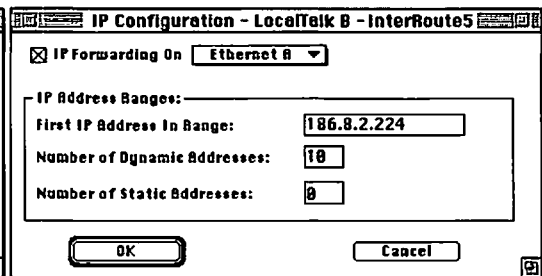 IP Configuration - LocalTalk B - InterRoute5
IP Forwarding On Ethernet A
IP Address Ranges:
First IP Address In Range: 186.8.2.224
Number of Dynamic Addresses: 10
Number of Static Addresses: 0
OK Cancel